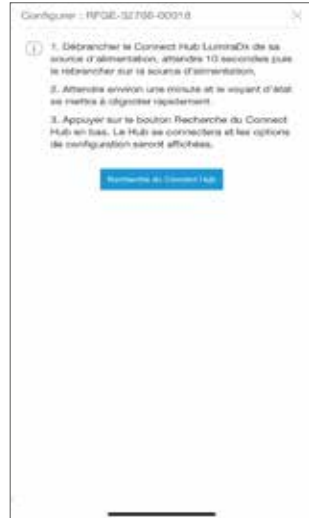 Configurer : RFGE-32768-00018
1. Débrancher le Connect Hub LumiraDx de sa
source d'alimentation, attendre 10 secondes puis
le rebrancher sur la source d'alimentation.
2. Attendre environ une minute et le voyant d'état
se mettra à clignoter rapidement.
3. Appuyer sur le bouton Recherche du Connect
Hub en bas. Le Hub se connectera et les options
de configuration seront affichées.
Recherche du Connect Hub